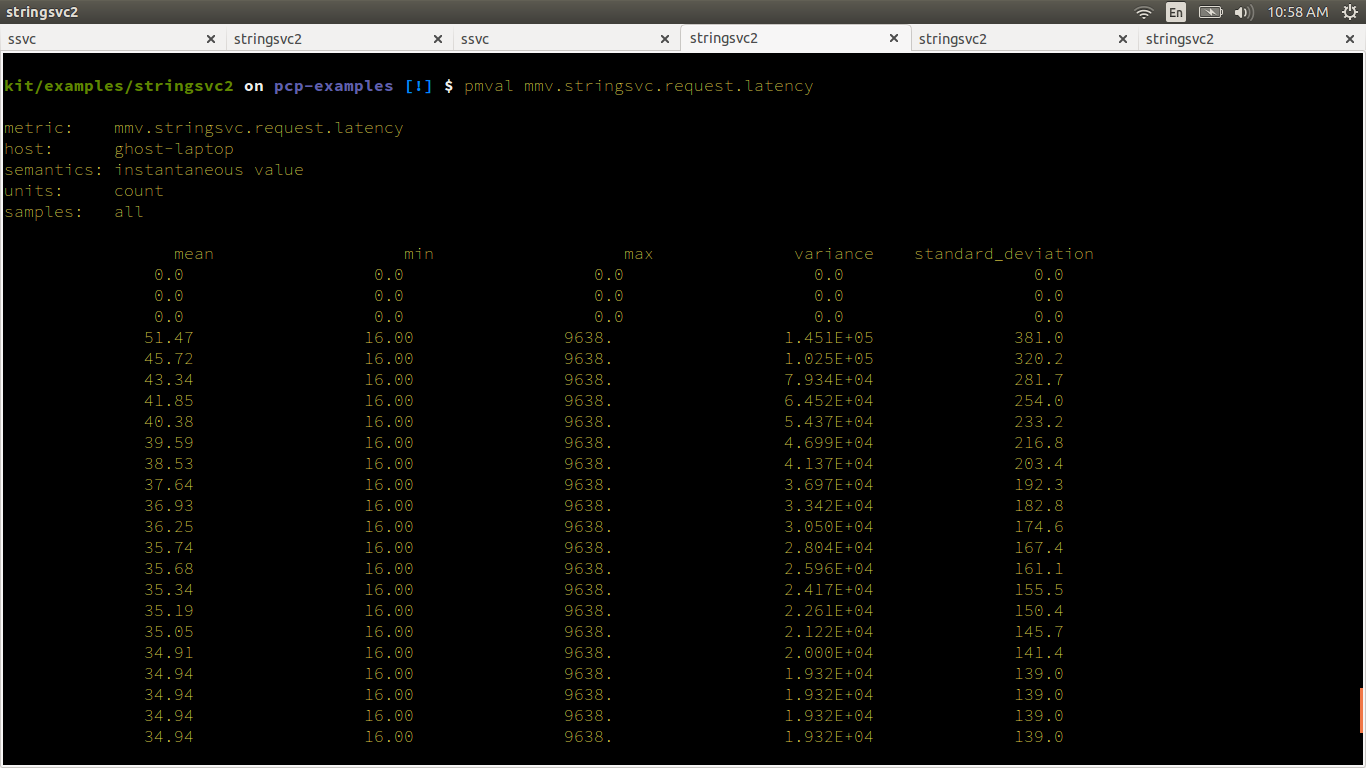 stringsvc2 En 10:58 AM
ssvc × stringsvc2 × ssvc × stringsvc2 × stringsvc2 × stringsvc2 ×
kit/examples/stringsvc2 on pcp-examples [!] $ pmval mmv.stringsvc.request.latency
metric: mmv.stringsvc.request.latency
host: ghost-laptop
semantics: instantaneous value
units: count
samples: all
mean min max variance standard_deviation
0.0 0.0 0.0 0.0 0.0
0.0 0.0 0.0 0.0 0.0
0.0 0.0 0.0 0.0 0.0
51.47 16.00 9638. 1.451E+05 381.0
45.72 16.00 9638. 1.025E+05 320.2
43.34 16.00 9638. 7.934E+04 281.7
41.85 16.00 9638. 6.452E+04 254.0
40.38 16.00 9638. 5.437E+04 233.2
39.59 16.00 9638. 4.699E+04 216.8
38.53 16.00 9638. 4.137E+04 203.4
37.64 16.00 9638. 3.697E+04 192.3
36.93 16.00 9638. 3.342E+04 182.8
36.25 16.00 9638. 3.050E+04 174.6
35.74 16.00 9638. 2.804E+04 167.4
35.68 16.00 9638. 2.596E+04 161.1
35.34 16.00 9638. 2.417E+04 155.5
35.19 16.00 9638. 2.261E+04 150.4
35.05 16.00 9638. 2.122E+04 145.7
34.91 16.00 9638. 2.000E+04 141.4
34.94 16.00 9638. 1.932E+04 139.0
34.94 16.00 9638. 1.932E+04 139.0
34.94 16.00 9638. 1.932E+04 139.0
34.94 16.00 9638. 1.932E+04 139.0